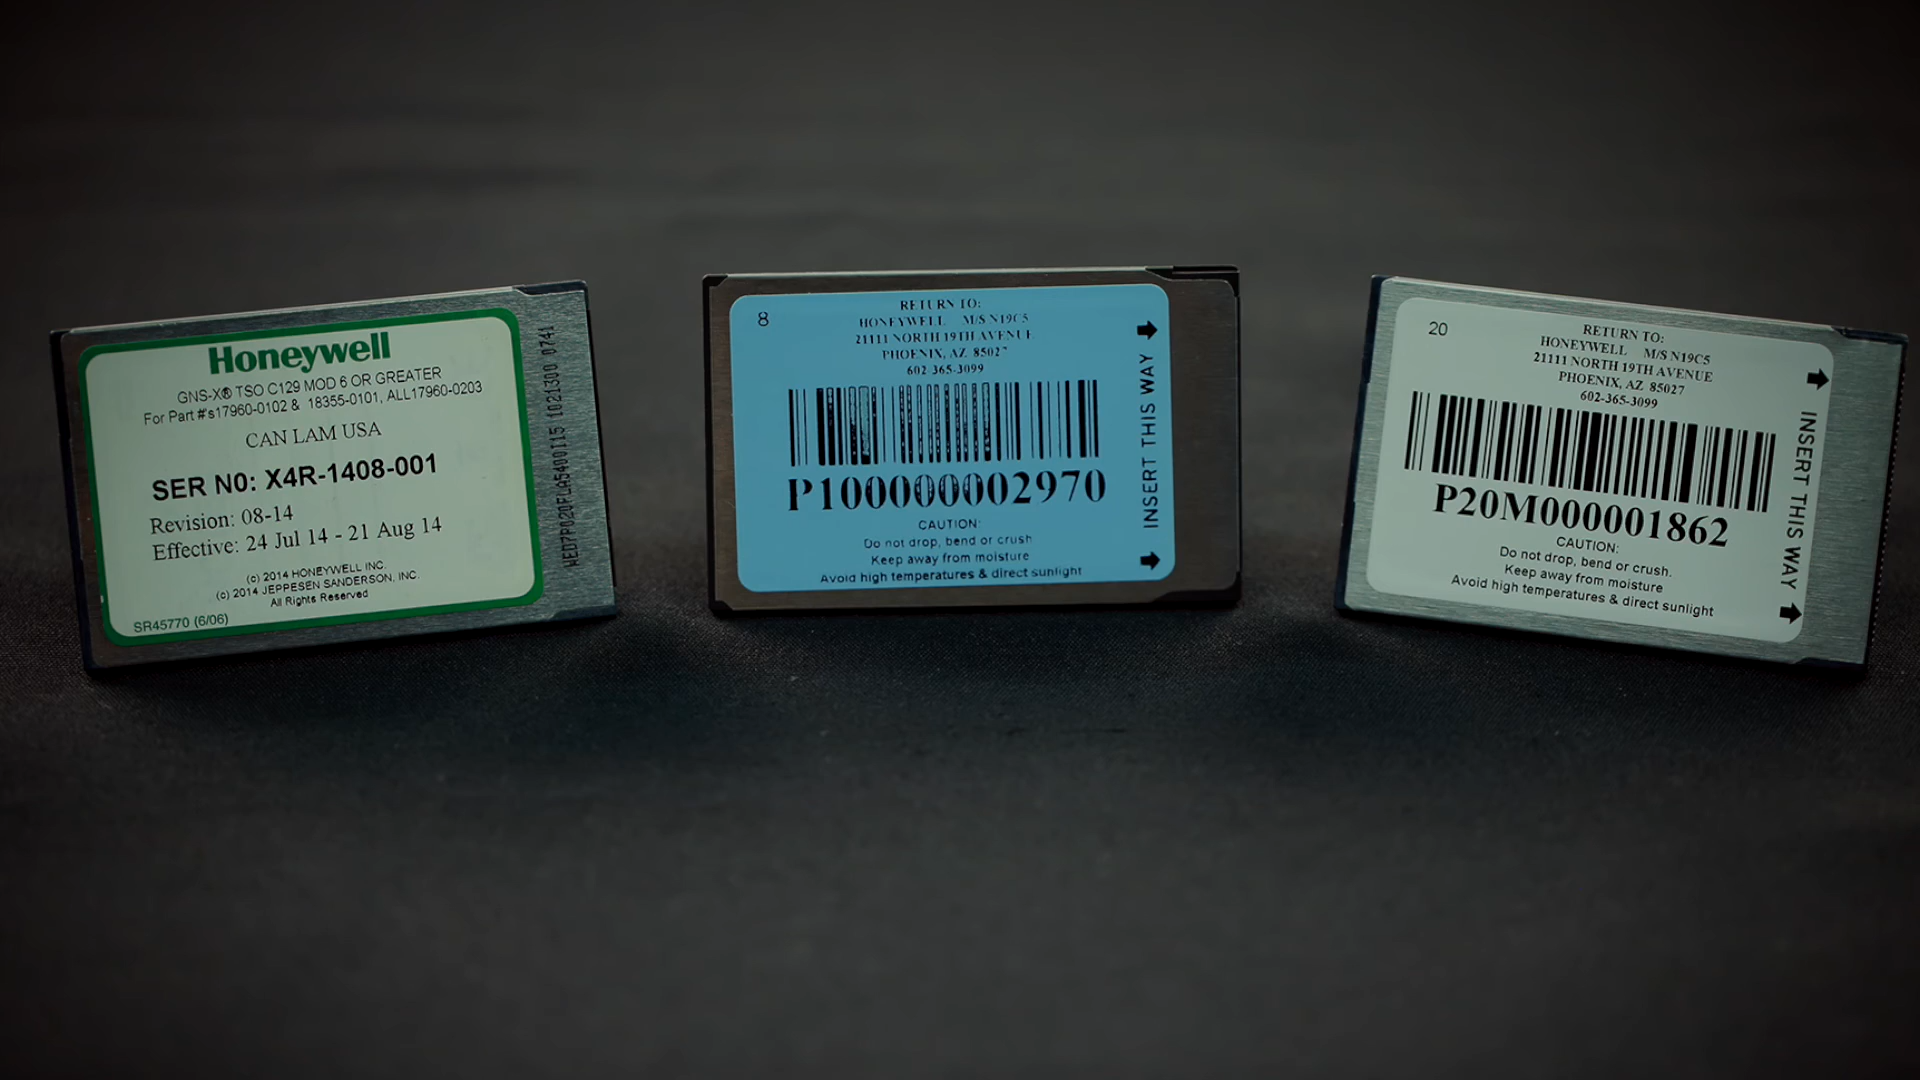 Honeywell
GNS-X® TSO C129 MOD 6 OR GREATER
For Part #'s17960-0102 & 18355-0101, ALL17960-0203
CAN LAM USA
SER N0: X4R-1408-001
Revision: 08-14
Effective: 24 Jul 14 - 21 Aug 14
(c) 2014 HONEYWELL INC.
(c) 2014 JEPPESEN SANDERSON, INC.
All Rights Reserved
SR45770 (6/06)
1021300 0741
8
RETURN TO:
HONEYWELL M/S N19C5
21111 NORTH 19TH AVENUE
PHOENIX, AZ 85027
602-365-3099
P100000002970
CAUTION:
Do not drop, bend or crush
Keep away from moisture
Avoid high temperatures & direct sunlight
INSERT THIS WAY
20
RETURN TO:
HONEYWELL M/S N19C5
21111 NORTH 19TH AVENUE
PHOENIX, AZ 85027
602-365-3099
P20M000001862
CAUTION:
Do not drop, bend or crush.
Keep away from moisture
Avoid high temperatures & direct sunlight
INSERT THIS WAY